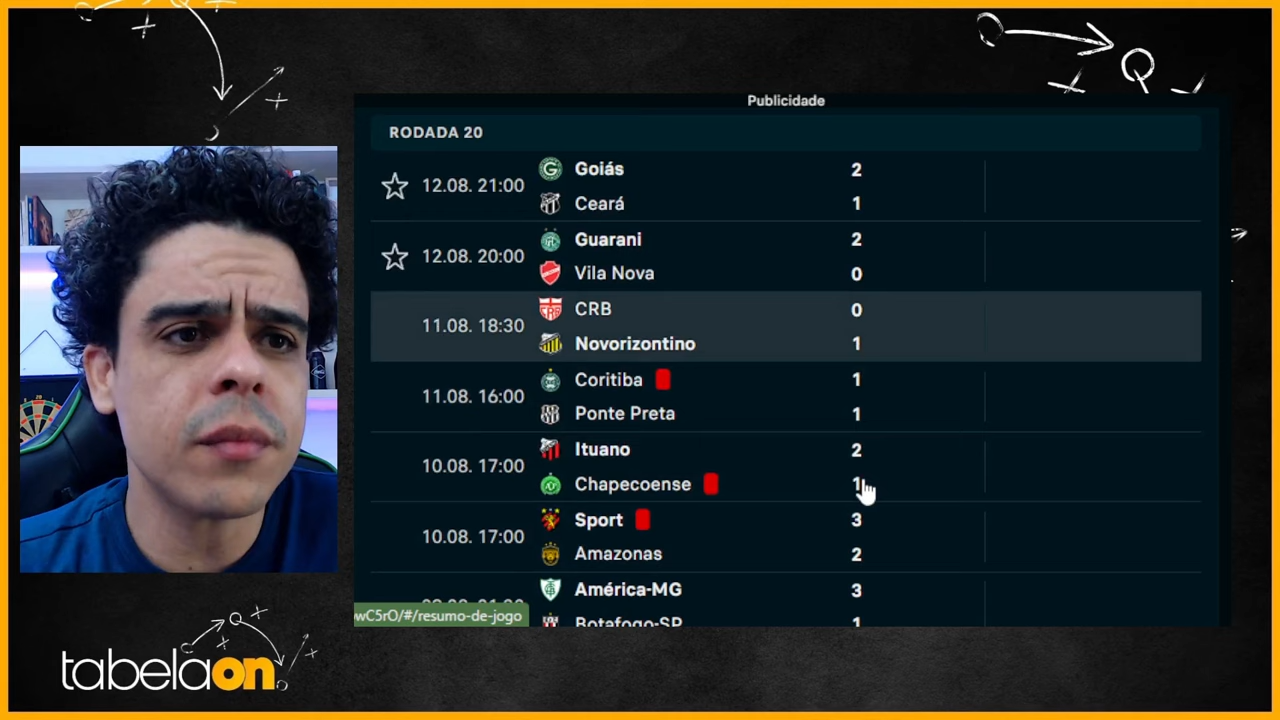 Publicidade
RODADA 20
12.08. 21:00
Goiás 2
Ceará 1
12.08. 20:00
Guarani 2
Vila Nova 0
11.08. 18:30
CRB 0
Novorizontino 1
11.08. 16:00
Coritiba 1
Ponte Preta 1
10.08. 17:00
Ituano 2
Chapecoense 1
10.08. 17:00
Sport 3
Amazonas 2
América-MG 3
Botafogo-SP 1
wC5rO/#/resumo-de-jogo
tabelaon